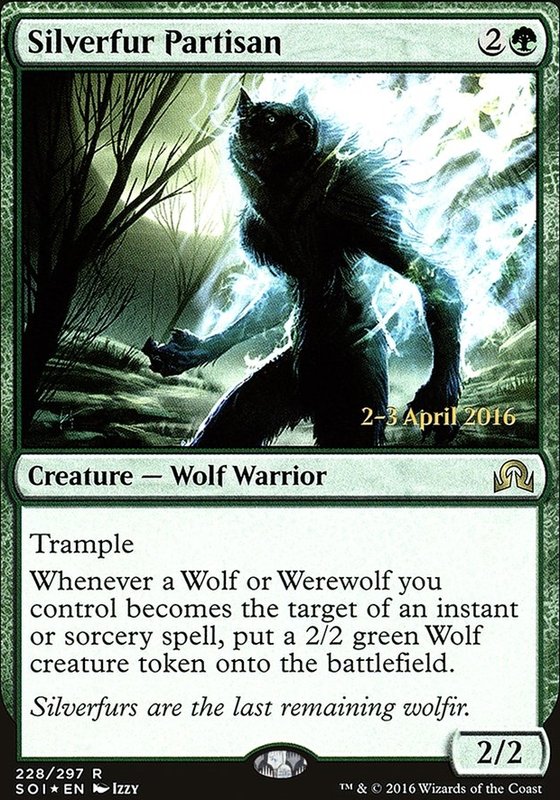 Silverfur Partisan 2
2–3 April 2016
Creature — Wolf Warrior
Trample
Whenever a Wolf or Werewolf you
control becomes the target of an instant
or sorcery spell, put a 2/2 green Wolf
creature token onto the battlefield.
Silverfurs are the last remaining wolfir.
2/2
228/297 R
SOI★EN Izzy
™ & © 2016 Wizards of the Coast